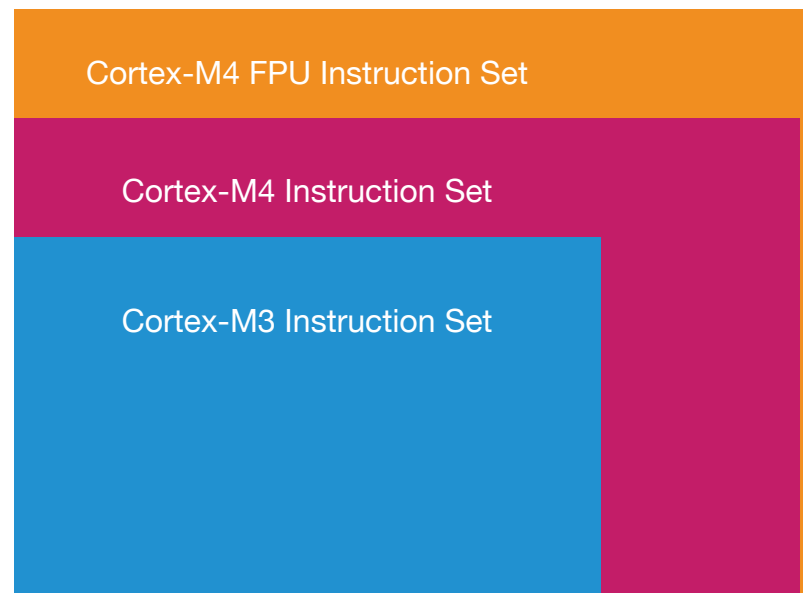 Cortex-M4 FPU Instruction Set
Cortex-M4 Instruction Set
Cortex-M3 Instruction Set